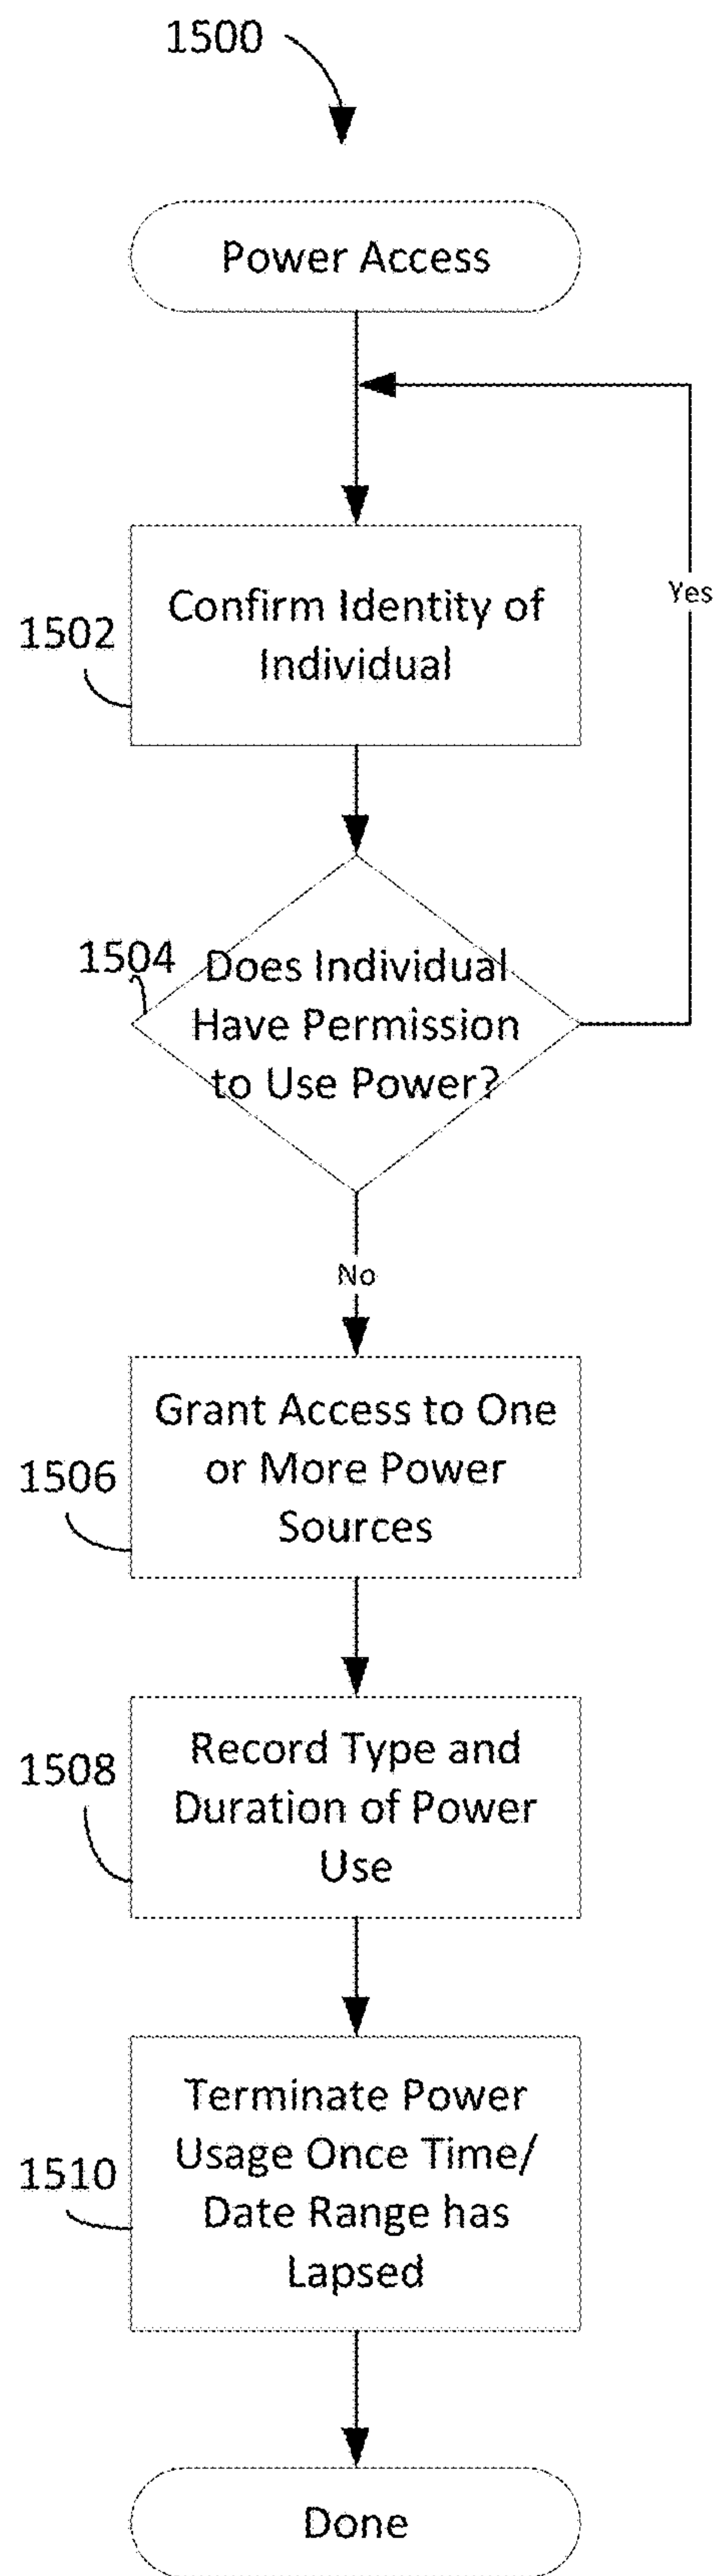 1500
Power Access
Confirm Identity of
Individual
1502
Yes
1504
Does Individual
Have Permission
to Use Power?
No
Grant Access to One
or More Power
Sources
1506
Record Type and
Duration of Power
Use
1508
Terminate Power
Usage Once Time/
Date Range has
Lapsed
1510
Done